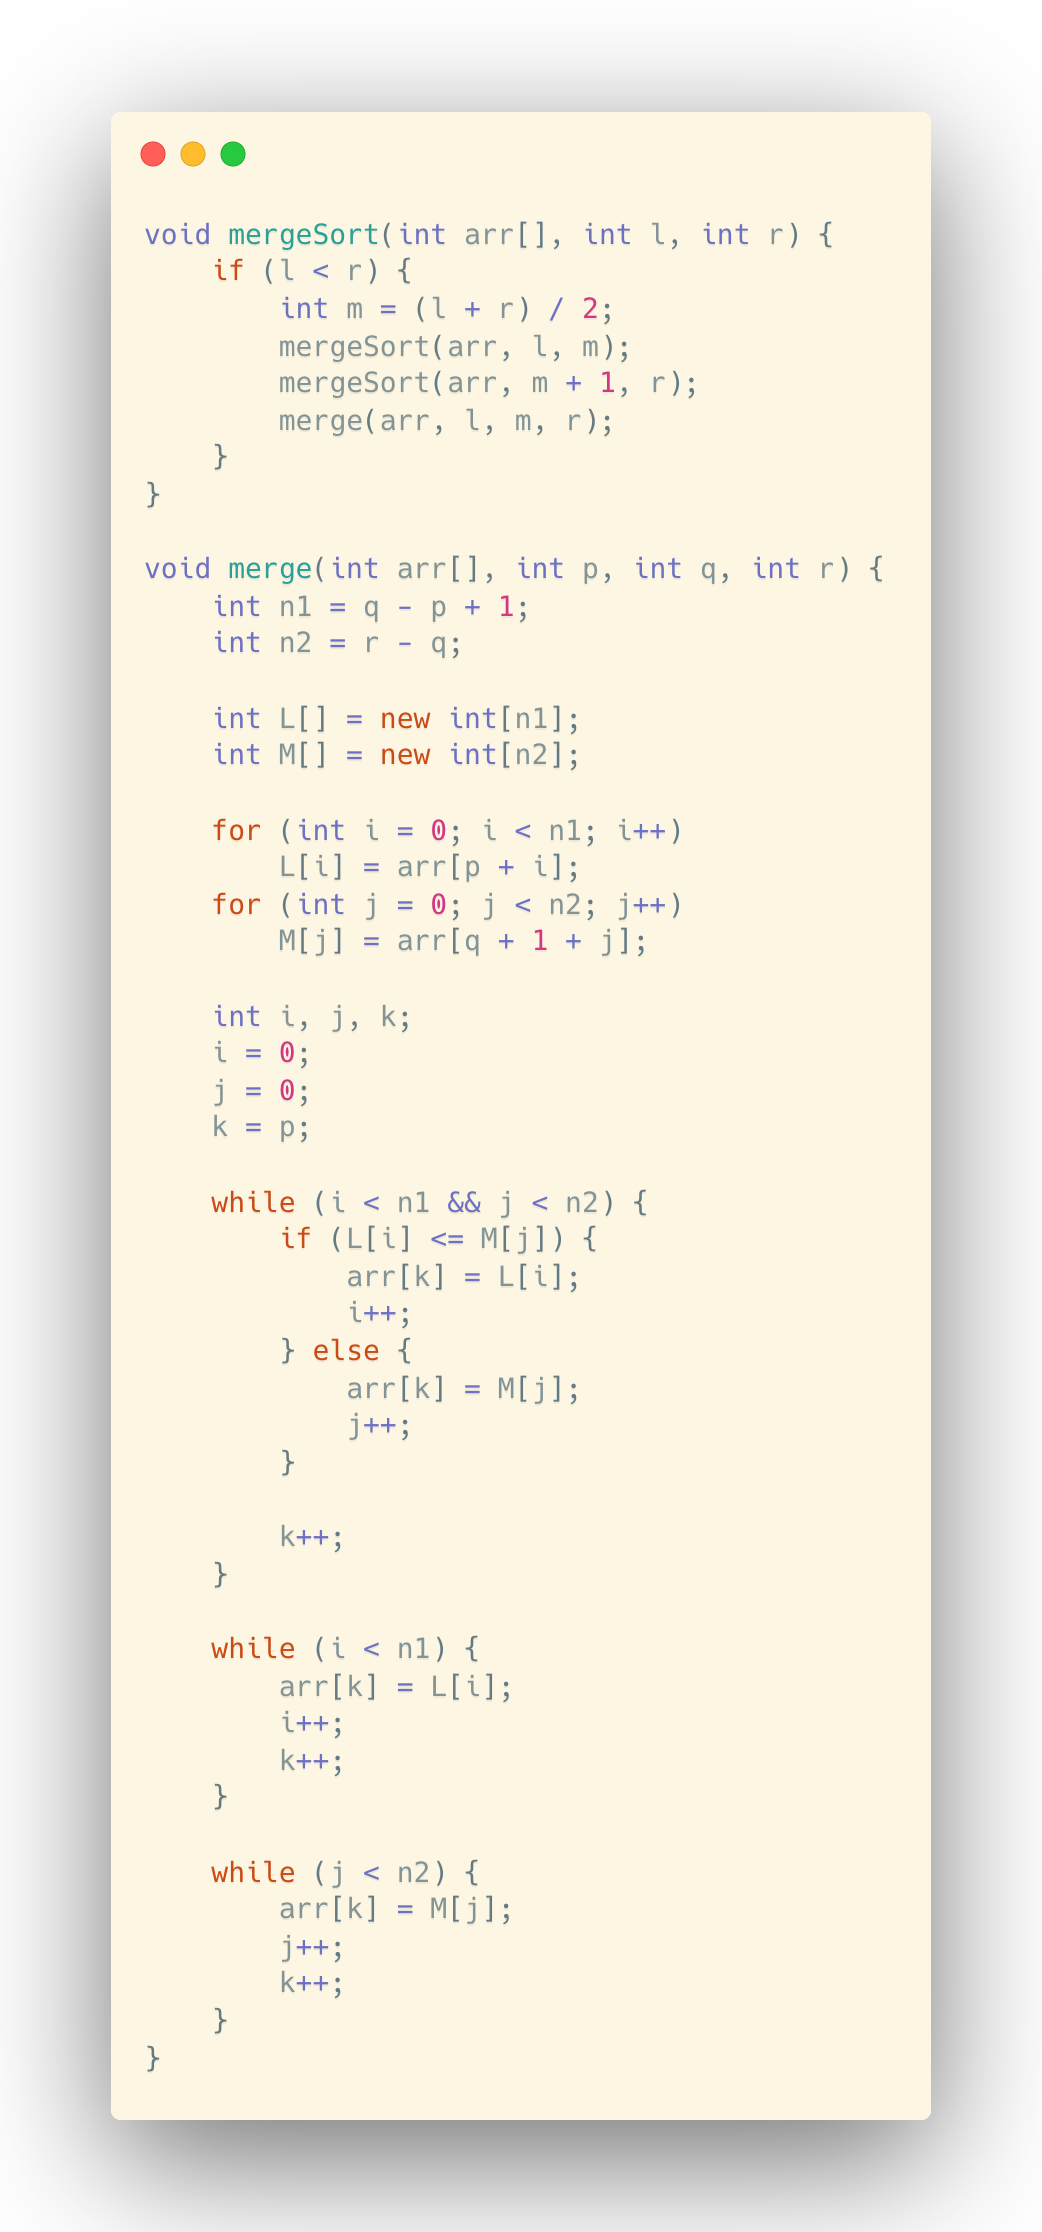 void mergeSort(int arr[], int l, int r) {
    if (l < r) {
        int m = (l + r) / 2;
        mergeSort(arr, l, m);
        mergeSort(arr, m + 1, r);
        merge(arr, l, m, r);
    }
}

void merge(int arr[], int p, int q, int r) {
    int n1 = q - p + 1;
    int n2 = r - q;

    int L[] = new int[n1];
    int M[] = new int[n2];

    for (int i = 0; i < n1; i++)
        L[i] = arr[p + i];
    for (int j = 0; j < n2; j++)
        M[j] = arr[q + 1 + j];

    int i, j, k;
    i = 0;
    j = 0;
    k = p;

    while (i < n1 && j < n2) {
        if (L[i] <= M[j]) {
            arr[k] = L[i];
            i++;
        } else {
            arr[k] = M[j];
            j++;
        }

        k++;
    }

    while (i < n1) {
        arr[k] = L[i];
        i++;
        k++;
    }

    while (j < n2) {
        arr[k] = M[j];
        j++;
        k++;
    }
}